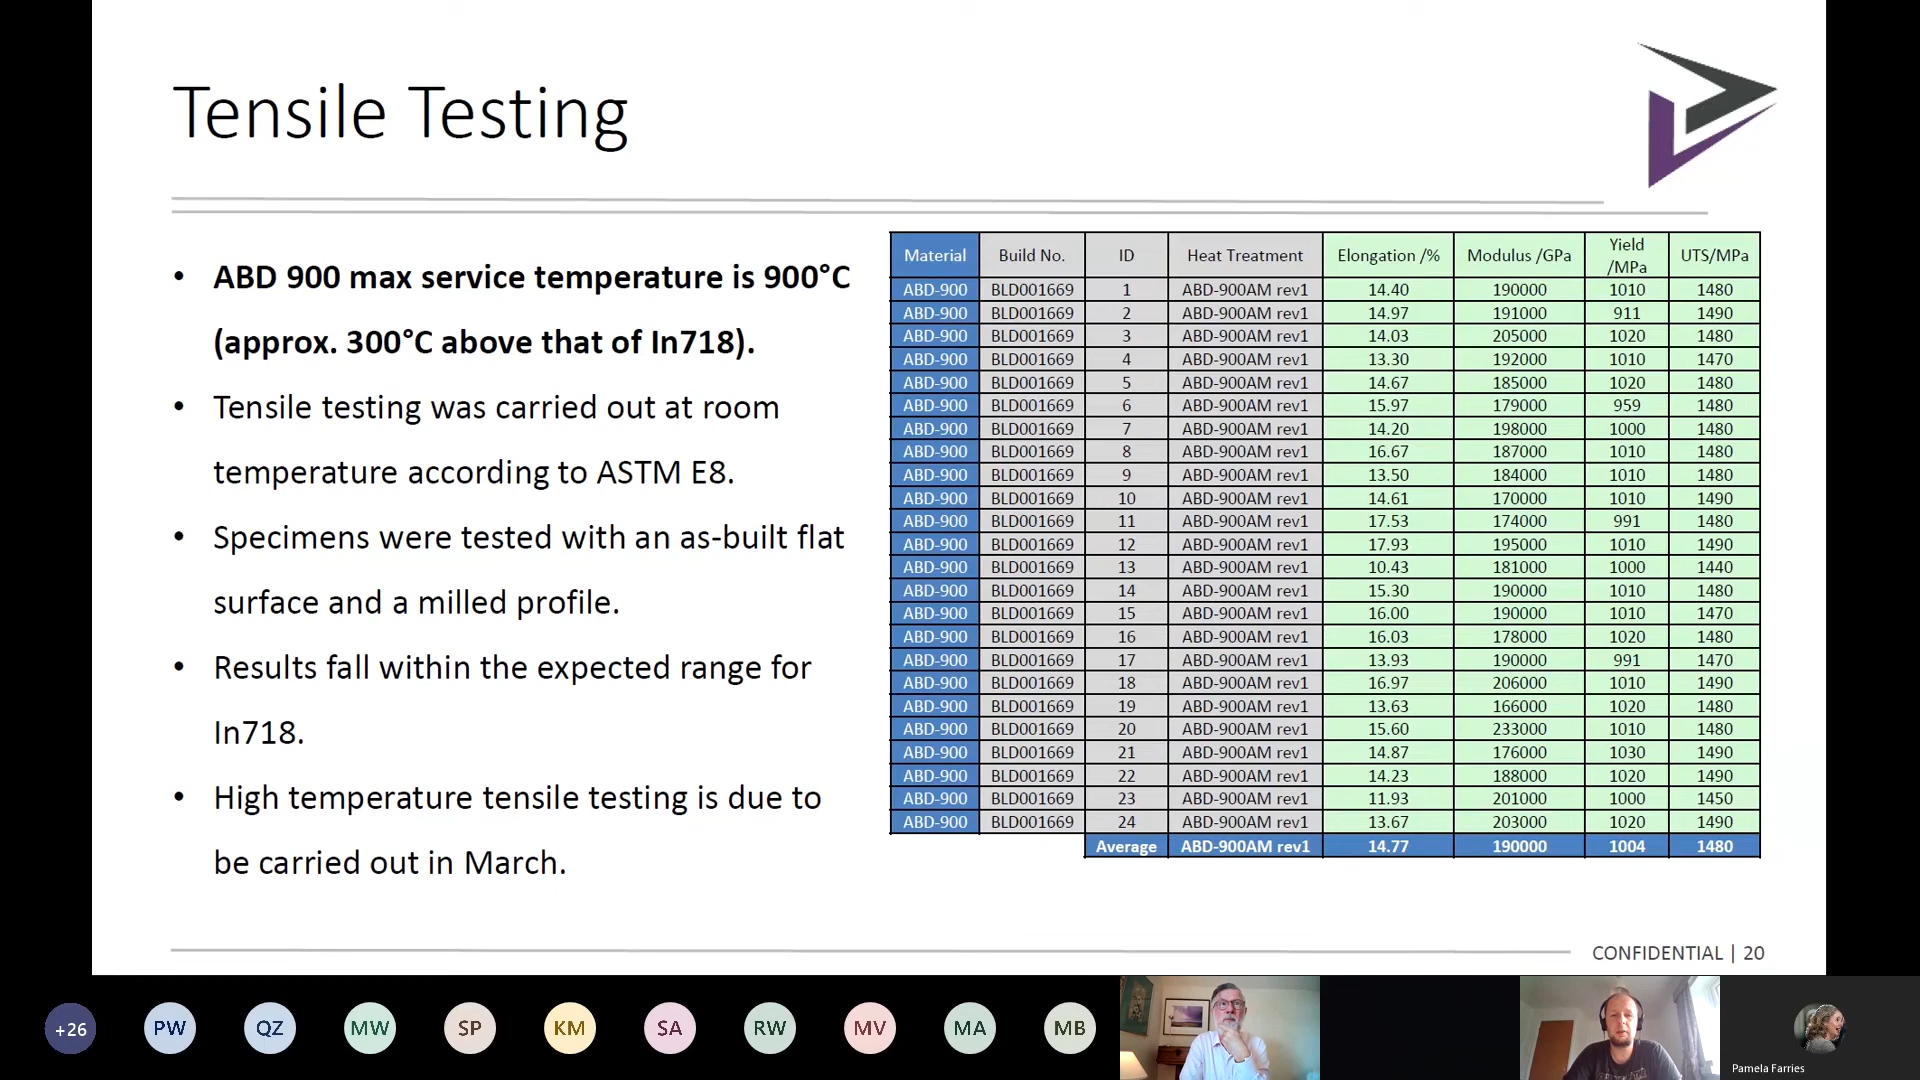 Tensile Testing
• ABD 900 max service temperature is 900°C
(approx. 300°C above that of In718).
• Tensile testing was carried out at room
temperature according to ASTM E8.
• Specimens were tested with an as-built flat
surface and a milled profile.
• Results fall within the expected range for
In718.
• High temperature tensile testing is due to
be carried out in March.
Material Build No. ID Heat Treatment Elongation /% Modulus /GPa Yield /MPa UTS/MPa
ABD-900 BLD001669 1 ABD-900AM rev1 14.40 190000 1010 1480
ABD-900 BLD001669 2 ABD-900AM rev1 14.97 191000 911 1490
ABD-900 BLD001669 3 ABD-900AM rev1 14.03 205000 1020 1480
ABD-900 BLD001669 4 ABD-900AM rev1 13.30 192000 1010 1470
ABD-900 BLD001669 5 ABD-900AM rev1 14.67 185000 1020 1480
ABD-900 BLD001669 6 ABD-900AM rev1 15.97 179000 959 1480
ABD-900 BLD001669 7 ABD-900AM rev1 14.20 198000 1000 1480
ABD-900 BLD001669 8 ABD-900AM rev1 16.67 187000 1010 1480
ABD-900 BLD001669 9 ABD-900AM rev1 13.50 184000 1010 1480
ABD-900 BLD001669 10 ABD-900AM rev1 14.61 170000 1010 1490
ABD-900 BLD001669 11 ABD-900AM rev1 17.53 174000 991 1480
ABD-900 BLD001669 12 ABD-900AM rev1 17.93 195000 1010 1490
ABD-900 BLD001669 13 ABD-900AM rev1 10.43 181000 1000 1440
ABD-900 BLD001669 14 ABD-900AM rev1 15.30 190000 1010 1480
ABD-900 BLD001669 15 ABD-900AM rev1 16.00 190000 1010 1470
ABD-900 BLD001669 16 ABD-900AM rev1 16.03 178000 1020 1480
ABD-900 BLD001669 17 ABD-900AM rev1 13.93 190000 991 1470
ABD-900 BLD001669 18 ABD-900AM rev1 16.97 206000 1010 1490
ABD-900 BLD001669 19 ABD-900AM rev1 13.63 166000 1020 1480
ABD-900 BLD001669 20 ABD-900AM rev1 15.60 233000 1010 1480
ABD-900 BLD001669 21 ABD-900AM rev1 14.87 176000 1030 1490
ABD-900 BLD001669 22 ABD-900AM rev1 14.23 188000 1020 1490
ABD-900 BLD001669 23 ABD-900AM rev1 11.93 201000 1000 1450
ABD-900 BLD001669 24 ABD-900AM rev1 13.67 203000 1020 1490
Average ABD-900AM rev1 14.77 190000 1004 1480
CONFIDENTIAL | 20
+26 PW QZ MW SP KM SA RW MV MA MB
Pamela Farries